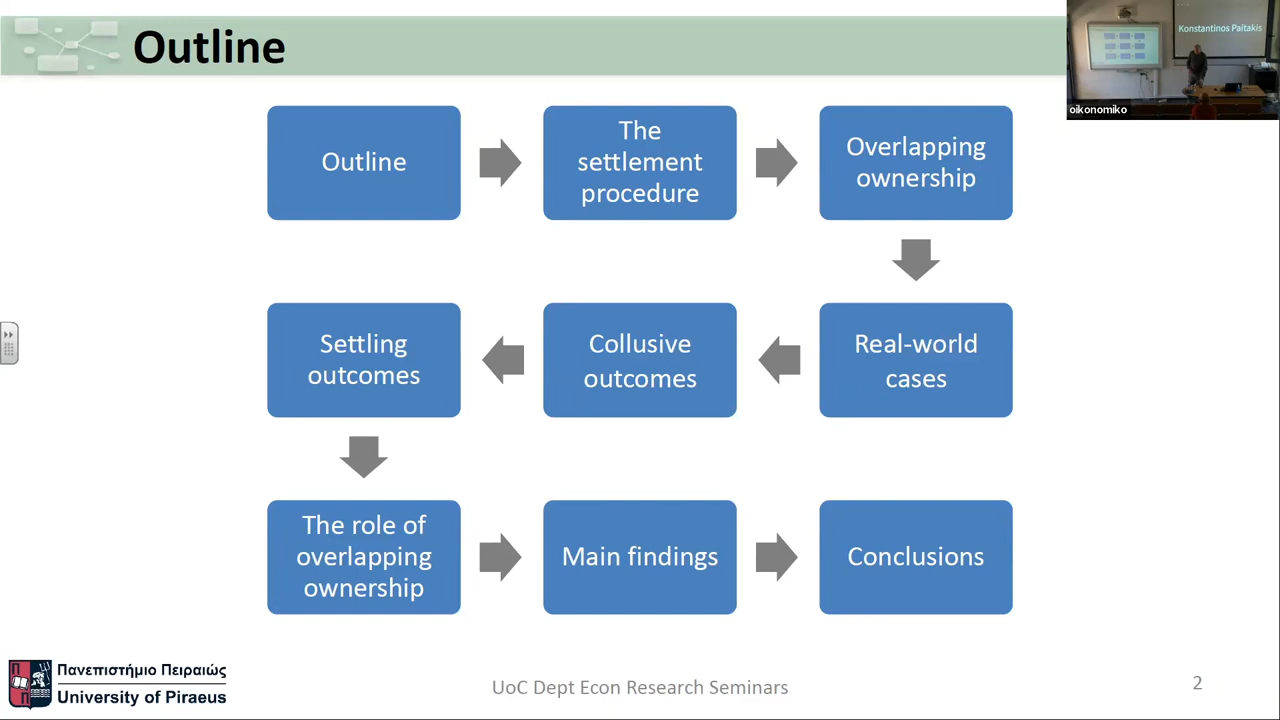 Outline
Konstantinos Paitakis
oikonomiko
Outline
The
settlement
procedure
Overlapping
ownership
Real-world
cases
Collusive
outcomes
Settling
outcomes
The role of
overlapping
ownership
Main findings
Conclusions
Πανεπιστήμιο Πειραιώς
University of Piraeus
UoC Dept Econ Research Seminars
2